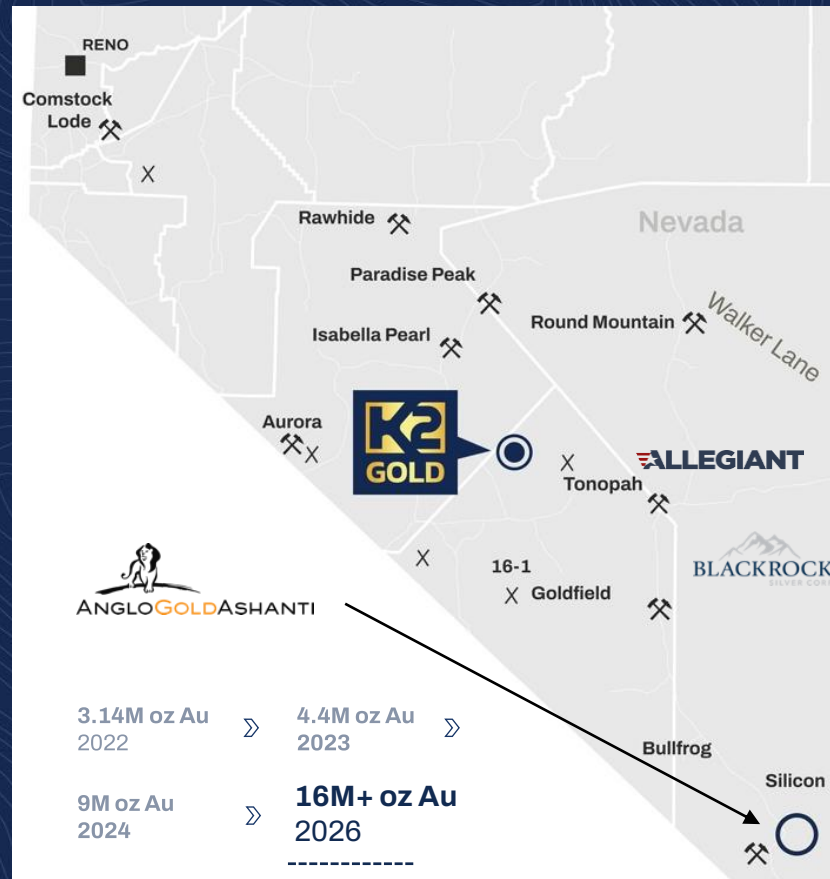 RENO
Comstock
Lode
X
Rawhide
Nevada
Paradise Peak
Walker Lane
Round Mountain
Isabella Pearl
Aurora
X
K2
GOLD
X
ALLEGIANT
Tonopah
X
16-1
BLACKROCK
SILVER CORP
X Goldfield
ANGLOGOLDASHANTI
3.14M oz Au
2022
4.4M oz Au
2023
Bullfrog
Silicon
9M oz Au
2024
16M+ oz Au
2026